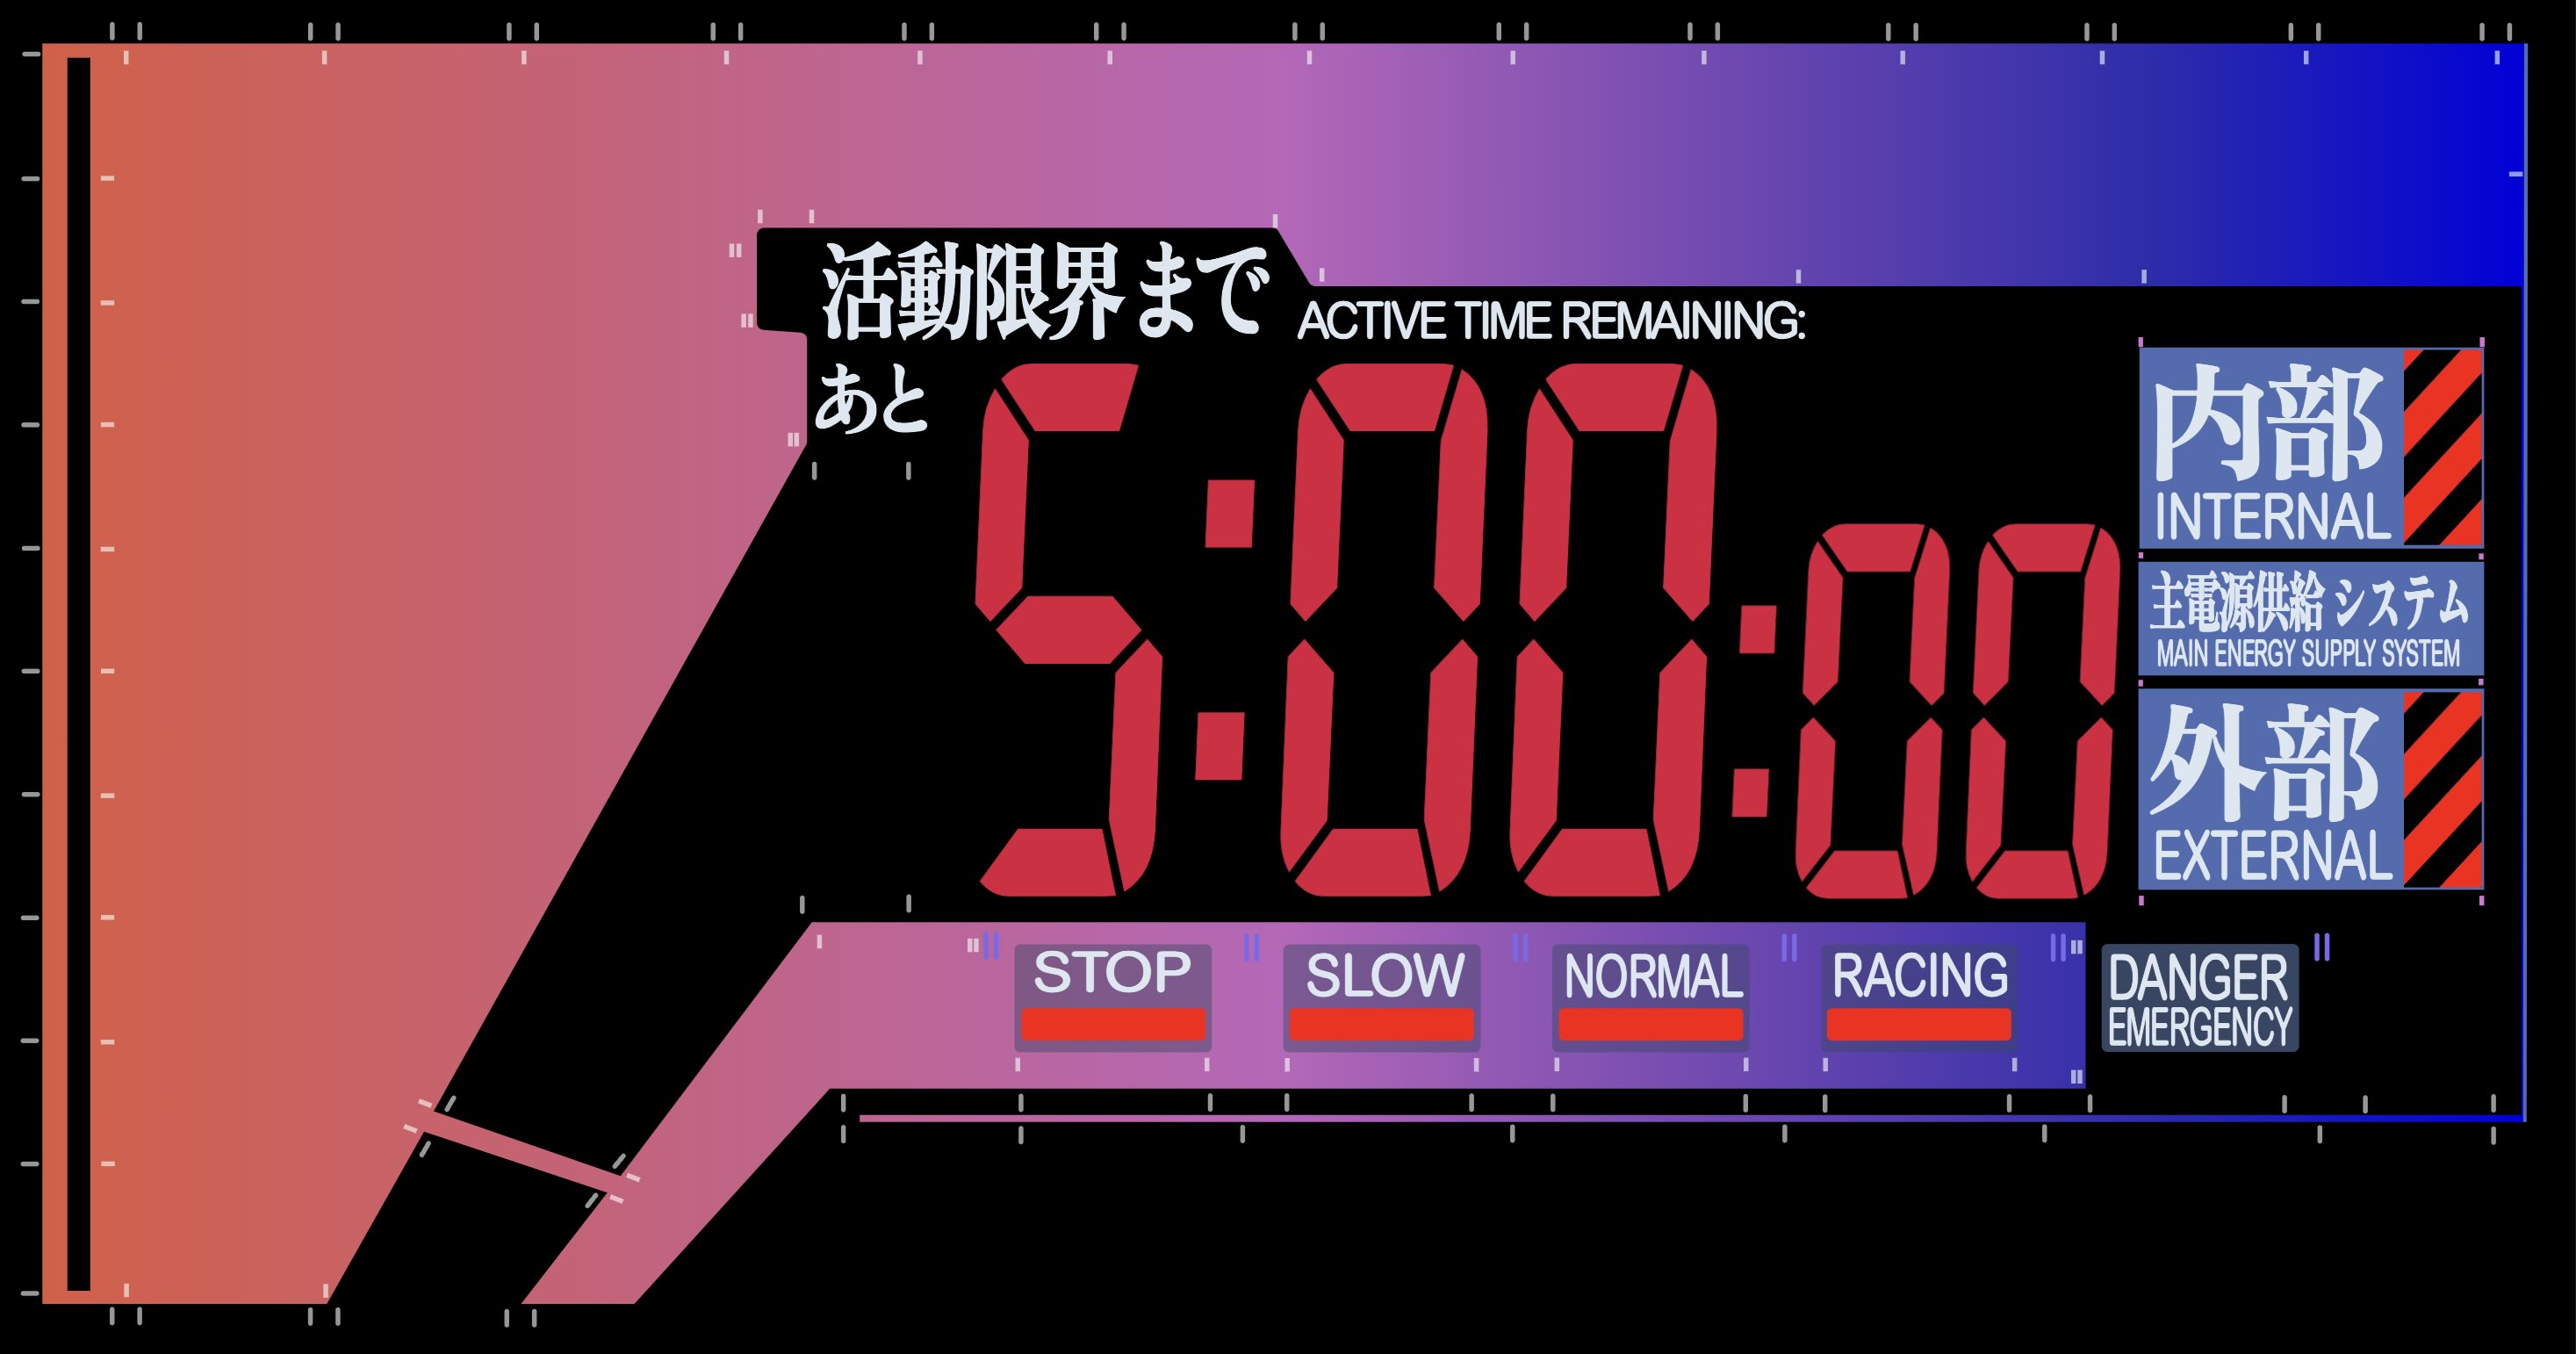 活動限界まで
ACTIVE TIME REMAINING:
あと
5:00:00
内部
INTERNAL
主電源供給システム
MAIN ENERGY SUPPLY SYSTEM
外部
EXTERNAL
STOP
SLOW
NORMAL
RACING
DANGER
EMERGENCY